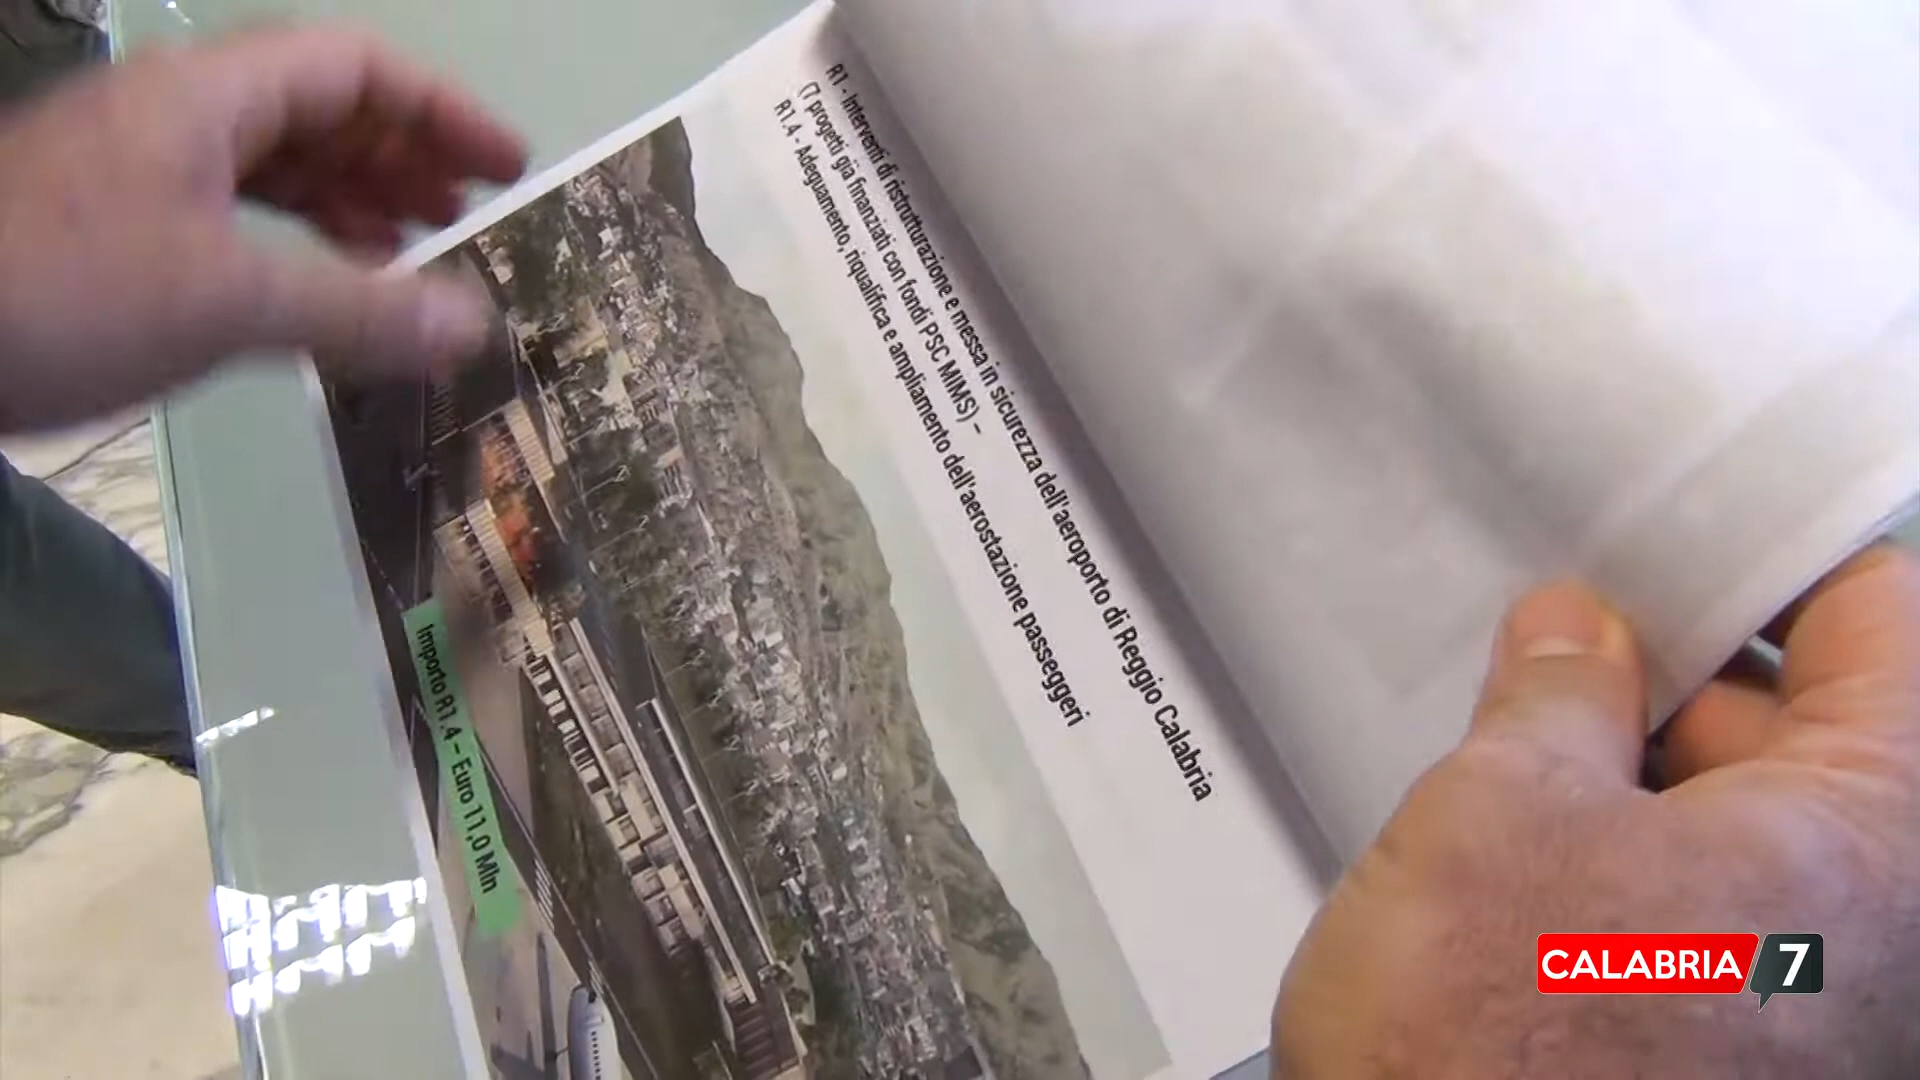 R1 - Interventi di ristrutturazione e messa in sicurezza dell'aeroporto di Reggio Calabria
(7 progetti già finanziati con fondi PSC MIMS) –
R1.4 - Adeguamento, riqualifica e ampliamento dell'aerostazione passeggeri
Importo R1.4 – Euro 11,0 Mln
CALABRIA 7